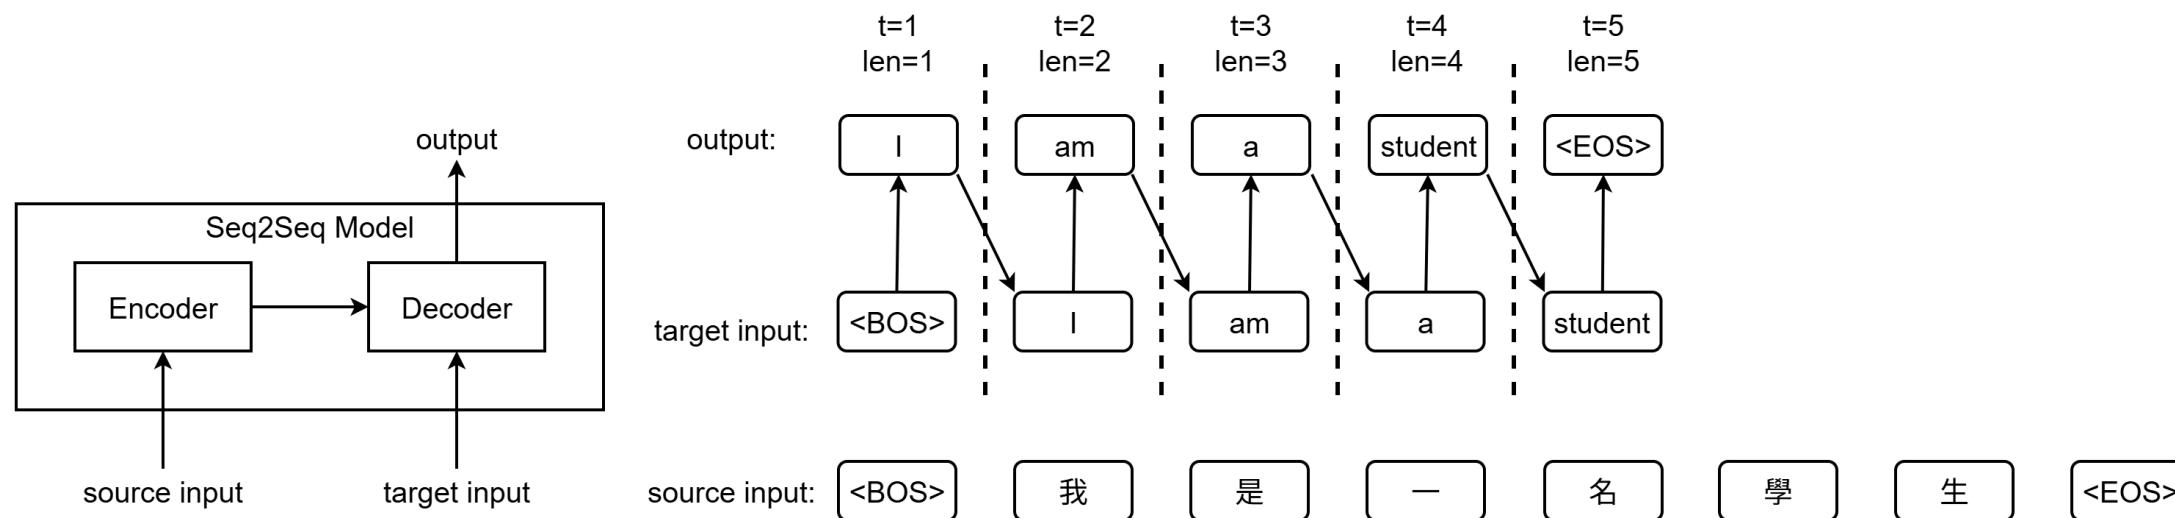 t=1 t=2 t=3 t=4 t=5
len=1 len=2 len=3 len=4 len=5
output
output: I am a student <EOS>
Seq2Seq Model
Encoder Decoder
target input: <BOS> I am a student
source input target input
source input: <BOS> 我 是 一 名 學 生 <EOS>